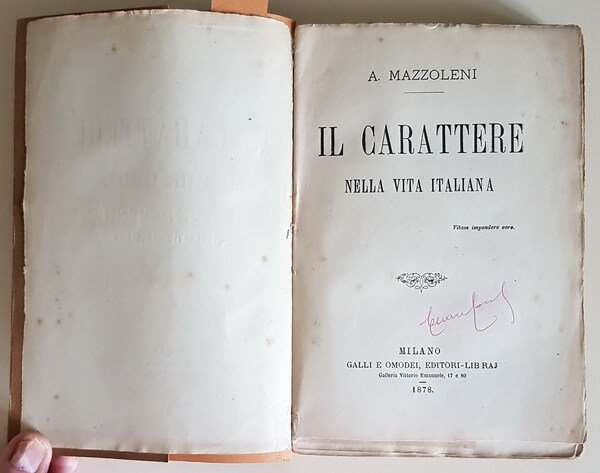 A. MAZZOLENI
IL CARATTERE
NELLA VITA ITALIANA
Vitam impendere vero.
MILANO
GALLI E OMODEI, EDITORI-LIBRAJ
Galleria Vittorio Emanuele, 17 e 80
1878.